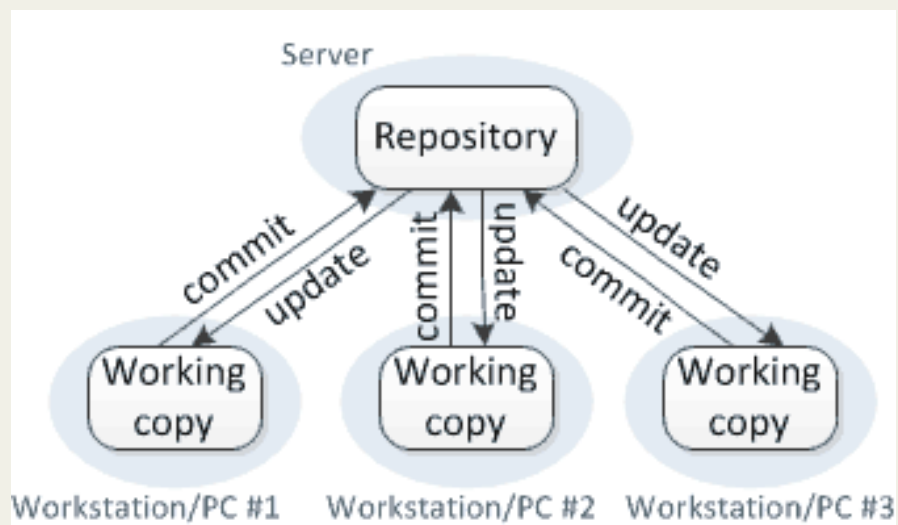 Server
Repository
commit
update
commit
update
update
commit
Working
copy
Working
copy
Working
copy
Workstation/PC #1
Workstation/PC #2
Workstation/PC #3